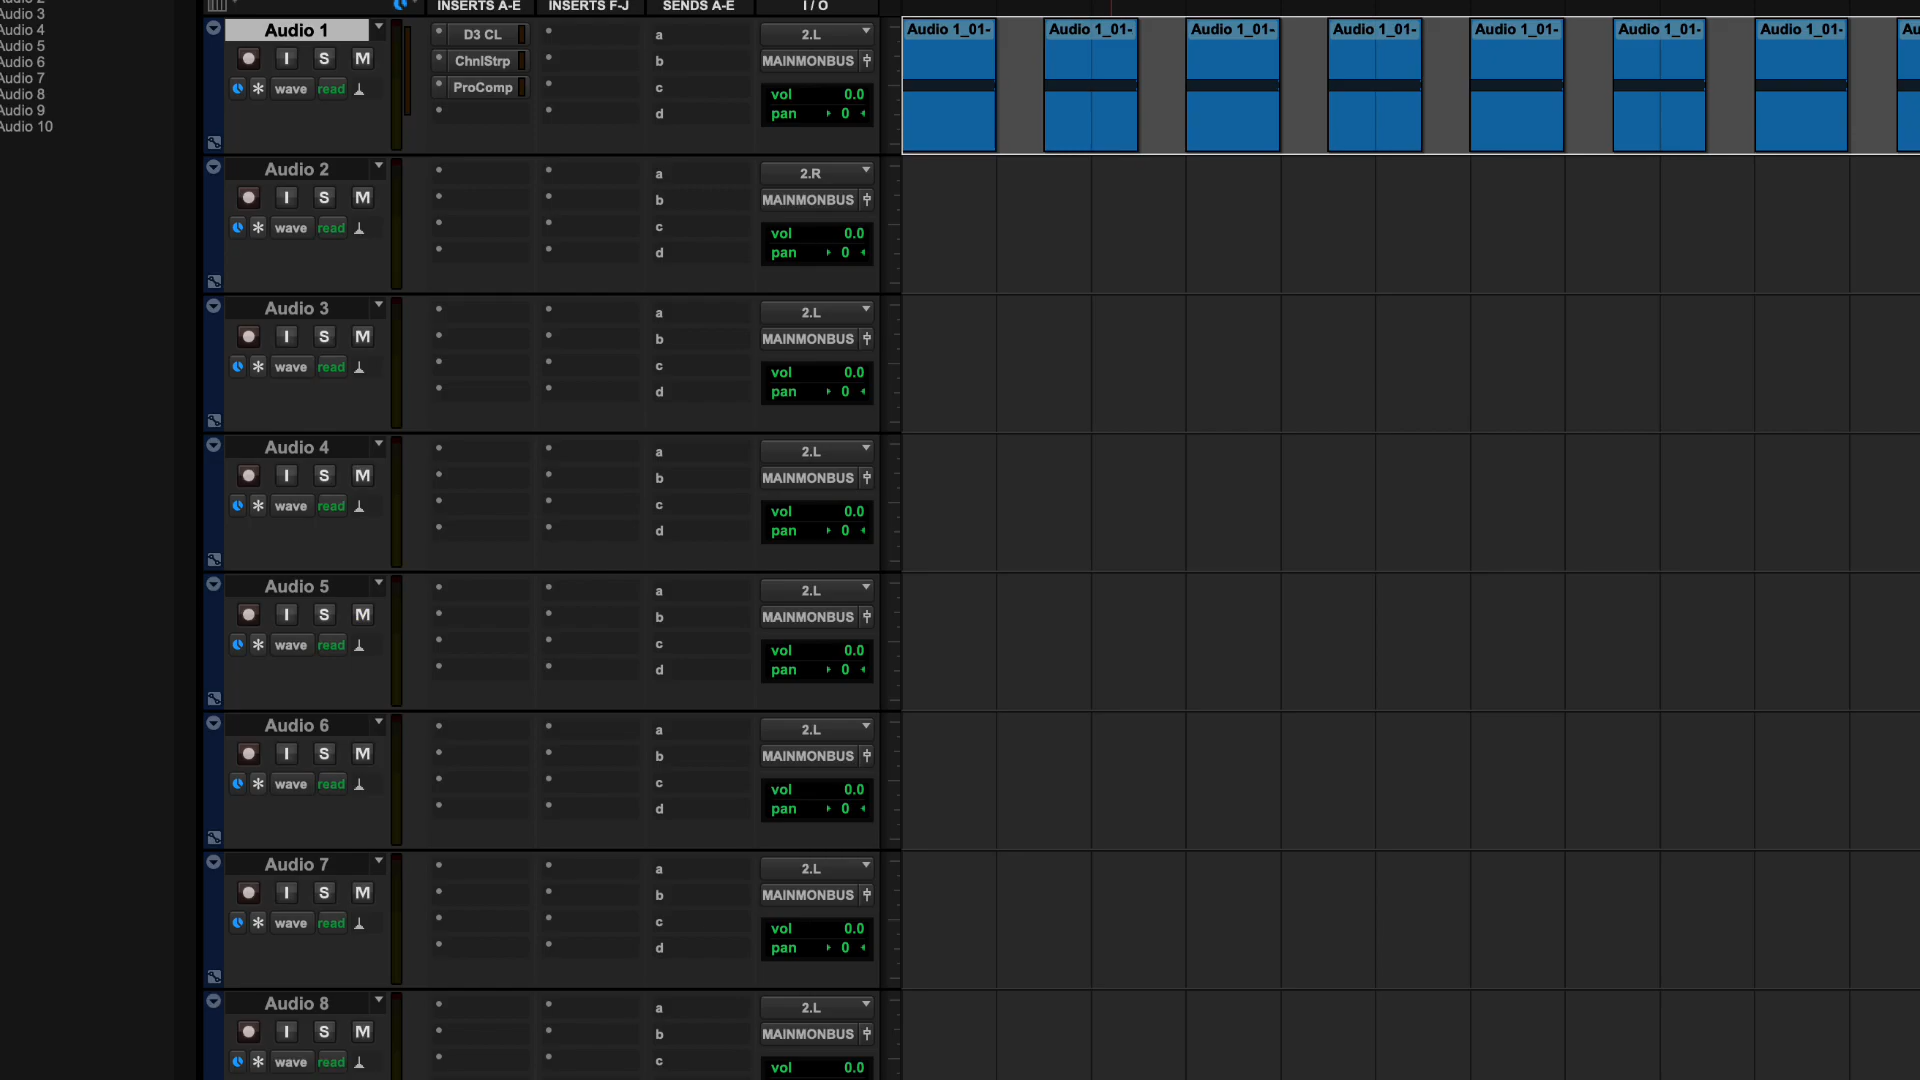 Audio 2
Audio 3
Audio 4
Audio 5
Audio 6
Audio 7
Audio 8
Audio 9
Audio 10
INSERTS A-E INSERTS F-J SENDS A-E I / O
Audio 1 D3 CL a 2.L
I S M ChnlStrp b MAINMONBUS
wave read ProComp c vol 0.0
d pan 0
Audio 1_01- Audio 1_01- Audio 1_01- Audio 1_01- Audio 1_01- Audio 1_01- Audio 1_01- Au
Audio 2 a 2.R
I S M b MAINMONBUS
wave read c vol 0.0
d pan 0
Audio 3 a 2.L
I S M b MAINMONBUS
wave read c vol 0.0
d pan 0
Audio 4 a 2.L
I S M b MAINMONBUS
wave read c vol 0.0
d pan 0
Audio 5 a 2.L
I S M b MAINMONBUS
wave read c vol 0.0
d pan 0
Audio 6 a 2.L
I S M b MAINMONBUS
wave read c vol 0.0
d pan 0
Audio 7 a 2.L
I S M b MAINMONBUS
wave read c vol 0.0
d pan 0
Audio 8 a 2.L
I S M b MAINMONBUS
wave read c vol 0.0